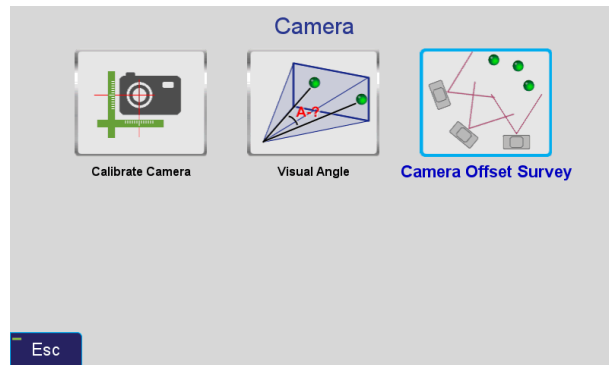 Camera
A-?
Calibrate Camera
Visual Angle
Camera Offset Survey
Esc